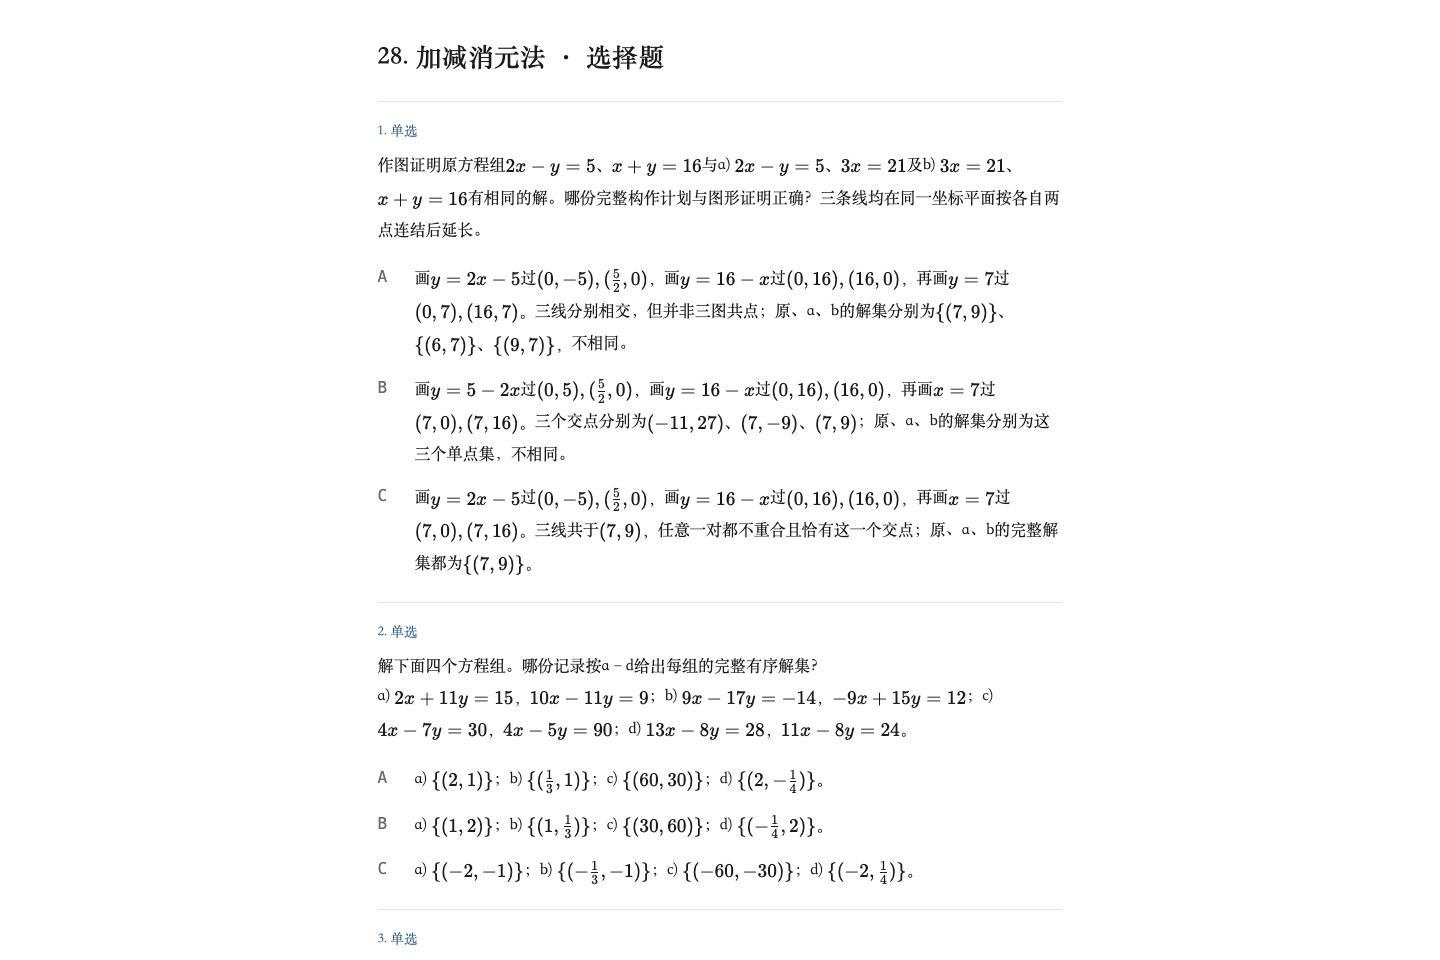 28. 加减消元法 · 选择题
1. 单选
作图证明原方程组2x − y = 5、x + y = 16与a) 2x − y = 5、3x = 21及b) 3x = 21、
x + y = 16有相同的解。哪份完整构作计划与图形证明正确？三条线均在同一坐标平面按各自两
点连结后延长。
A 画y = 2x − 5过(0, −5), (5/2, 0)，画y = 16 − x过(0, 16), (16, 0)，再画y = 7过
(0, 7), (16, 7)。三线分别相交，但并非三图共点；原、a、b的解集分别为{(7, 9)}、
{(6, 7)}、{(9, 7)}，不相同。
B 画y = 5 − 2x过(0, 5), (5/2, 0)，画y = 16 − x过(0, 16), (16, 0)，再画x = 7过
(7, 0), (7, 16)。三个交点分别为(−11, 27)、(7, −9)、(7, 9)；原、a、b的解集分别为这
三个单点集，不相同。
C 画y = 2x − 5过(0, −5), (5/2, 0)，画y = 16 − x过(0, 16), (16, 0)，再画x = 7过
(7, 0), (7, 16)。三线共于(7, 9)，任意一对都不重合且恰有这一个交点；原、a、b的完整解
集都为{(7, 9)}。
2. 单选
解下面四个方程组。哪份记录按a–d给出每组的完整有序解集？
a) 2x + 11y = 15，10x − 11y = 9；b) 9x − 17y = −14，−9x + 15y = 12；c)
4x − 7y = 30，4x − 5y = 90；d) 13x − 8y = 28，11x − 8y = 24。
A a) {(2, 1)}；b) {(1/3, 1)}；c) {(60, 30)}；d) {(2, −1/4)}。
B a) {(1, 2)}；b) {(1, 1/3)}；c) {(30, 60)}；d) {(−1/4, 2)}。
C a) {(−2, −1)}；b) {(−1/3, −1)}；c) {(−60, −30)}；d) {(−2, 1/4)}。
3. 单选